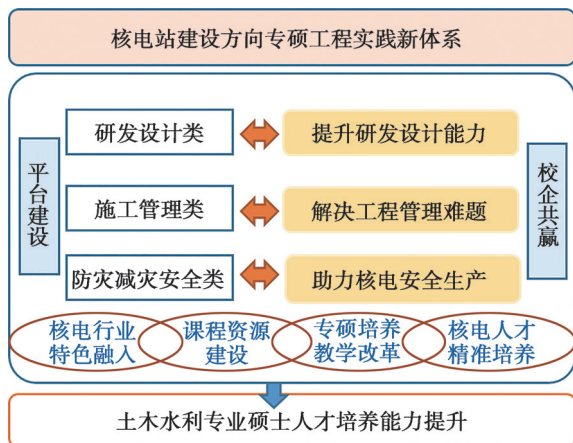 核电站建设方向专硕工程实践新体系
平台建设
研发设计类
提升研发设计能力
施工管理类
解决工程管理难题
防灾减灾安全类
助力核电安全生产
校企共赢
核电行业
特色融入
课程资源
建设
专硕培养
教学改革
核电人才
精准培养
土木水利专业硕士人才培养能力提升